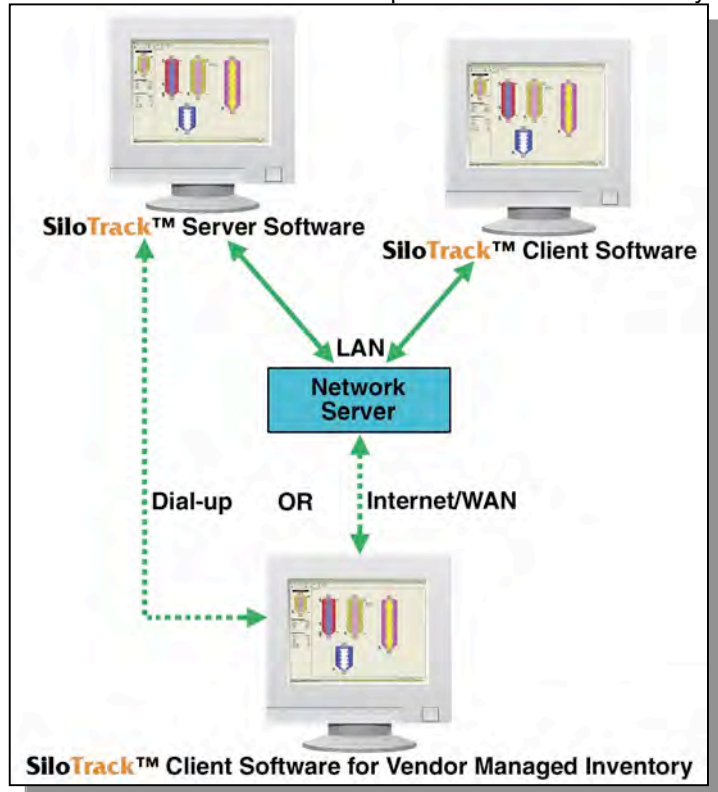 SiloTrack™ Server Software
SiloTrack™ Client Software
LAN
Network
Server
Dial-up OR Internet/WAN
SiloTrack™ Client Software for Vendor Managed Inventory